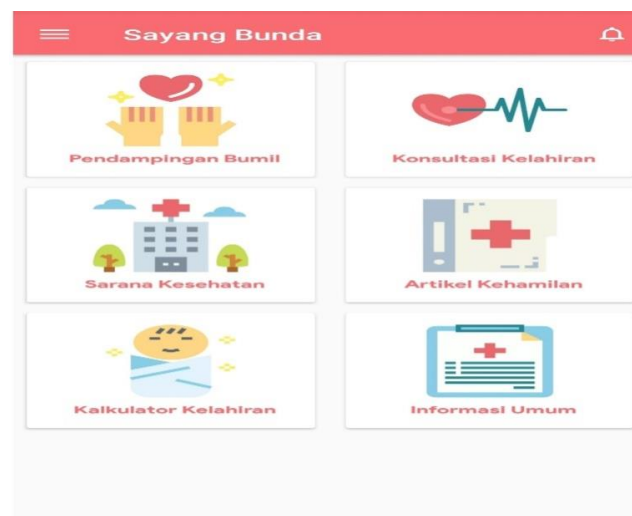 Sayang Bunda
Pendampingan Bumil
Konsultasi Kelahiran
Sarana Kesehatan
Artikel Kehamilan
Kalkulator Kelahiran
Informasi Umum